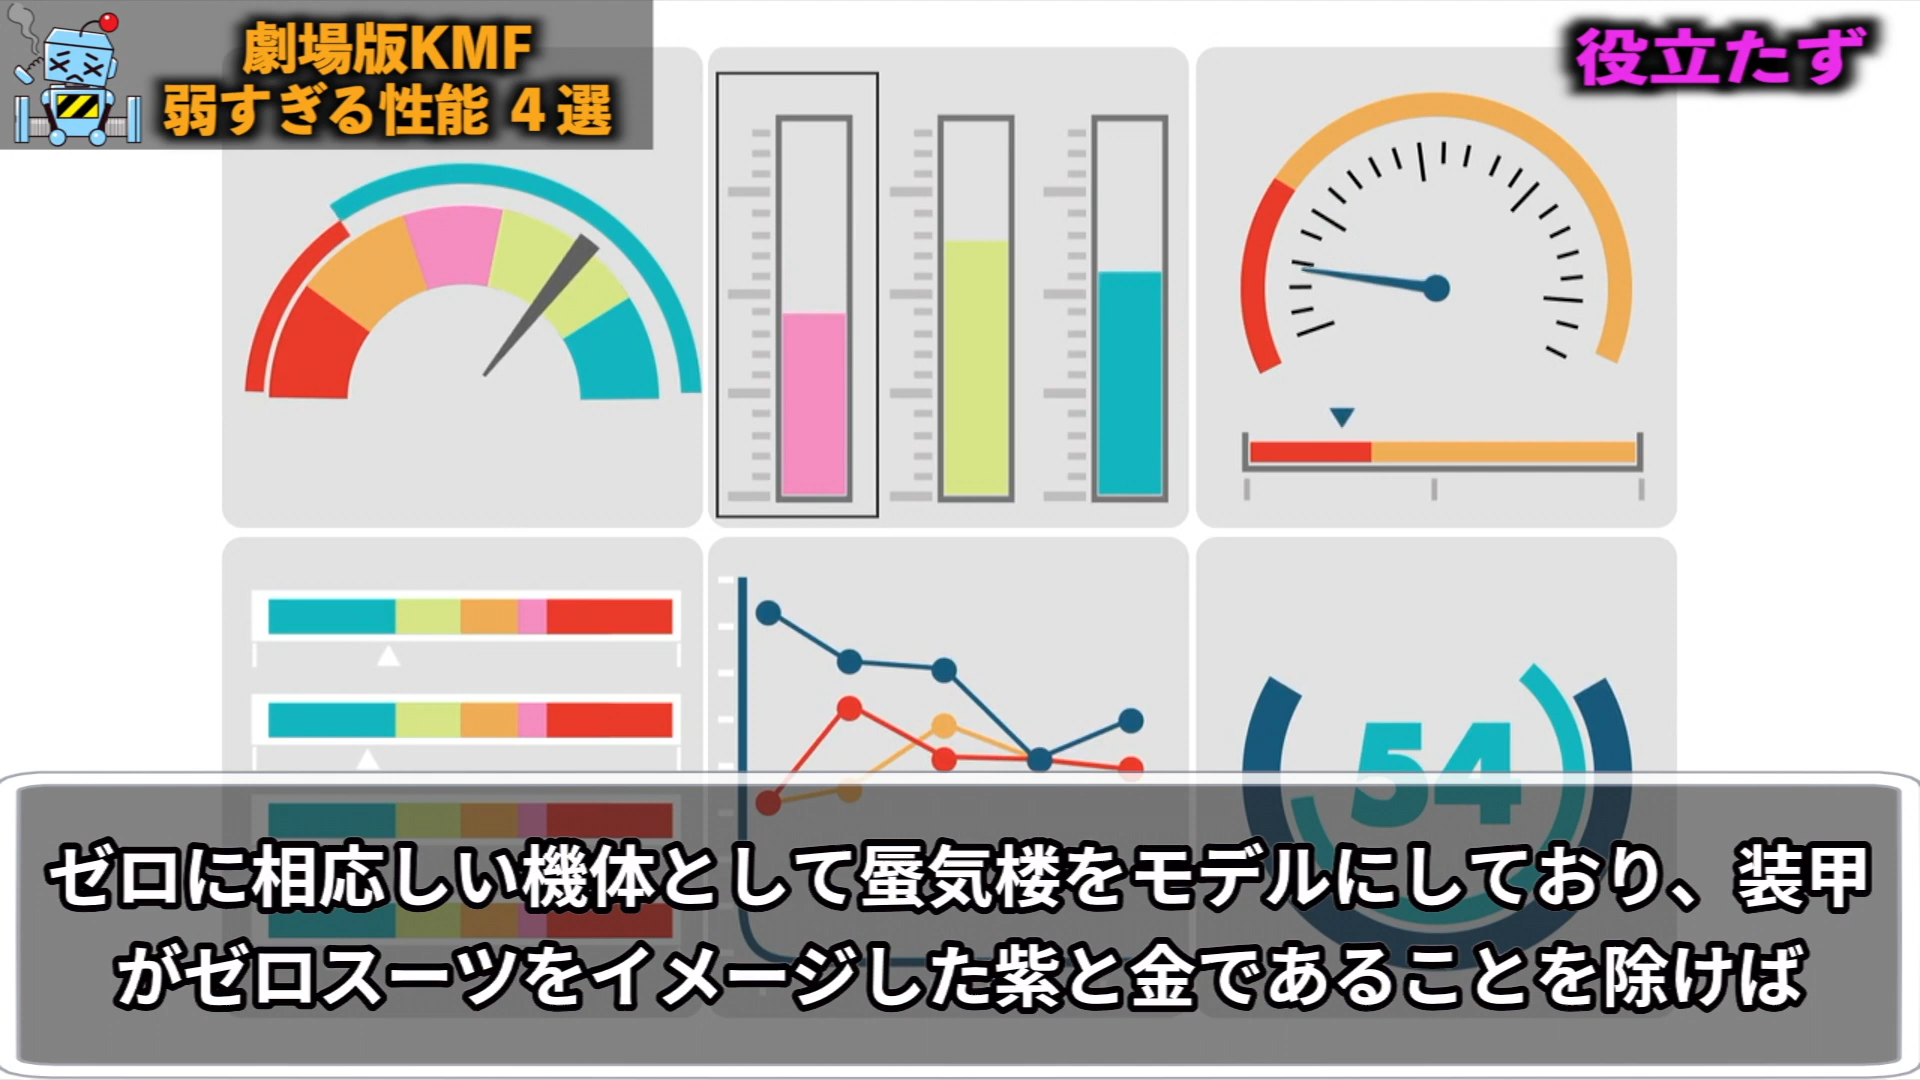 劇場版KMF
弱すぎる性能 4選
役立たず
54
ゼロに相応しい機体として蜃気楼をモデルにしており、装甲
がゼロスーツをイメージした紫と金であることを除けば